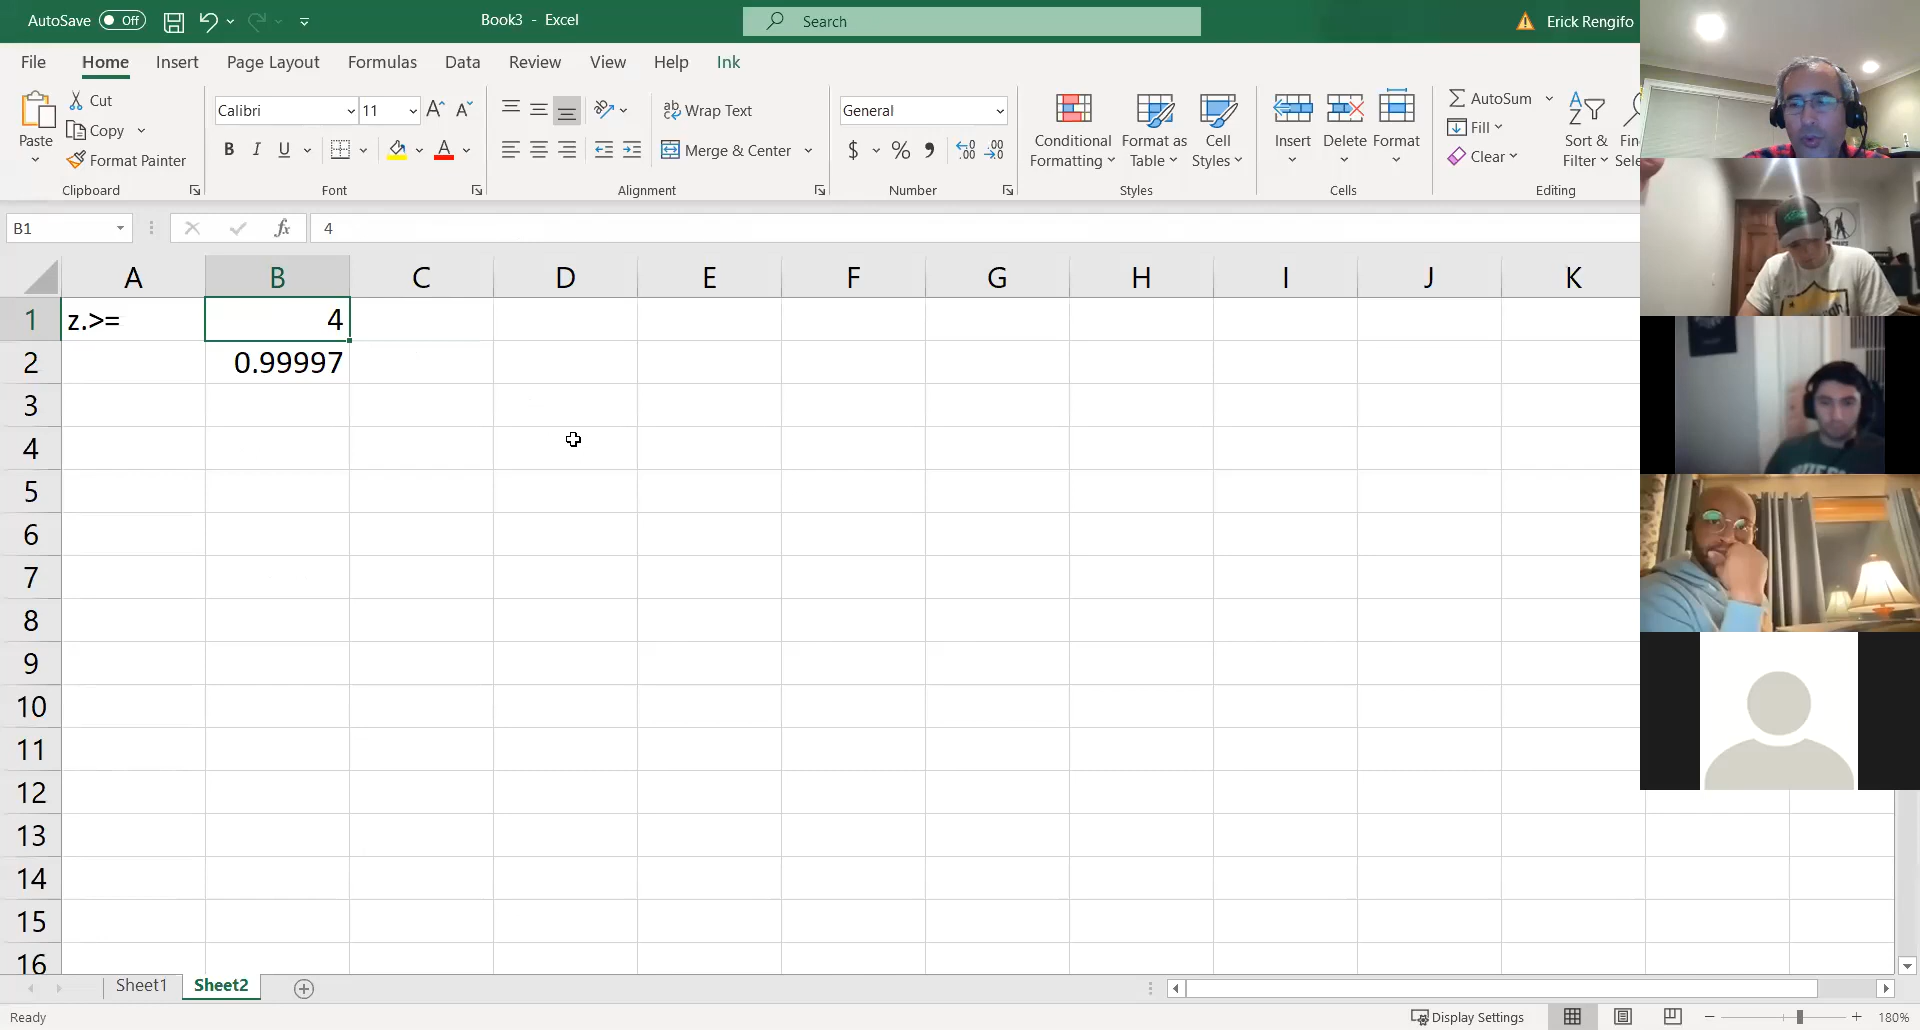 AutoSave Off
Book3 - Excel
Search
Erick Rengifo
File Home Insert Page Layout Formulas Data Review View Help Ink
Paste
Cut
Copy
Format Painter
Clipboard
Calibri 11
B I U A
Font
Wrap Text
Merge & Center
Alignment
General
$ % 9
Number
Conditional Formatting
Format as Table
Cell Styles
Styles
Insert Delete Format
Cells
AutoSum
Fill
Clear
Sort & Filter
Editing
B1 fx 4
A B C D E F G H I J K
1 z.>= 4
2 0.99997
3
4
5
6
7
8
9
10
11
12
13
14
15
16
Sheet1 Sheet2
Ready
Display Settings
180%